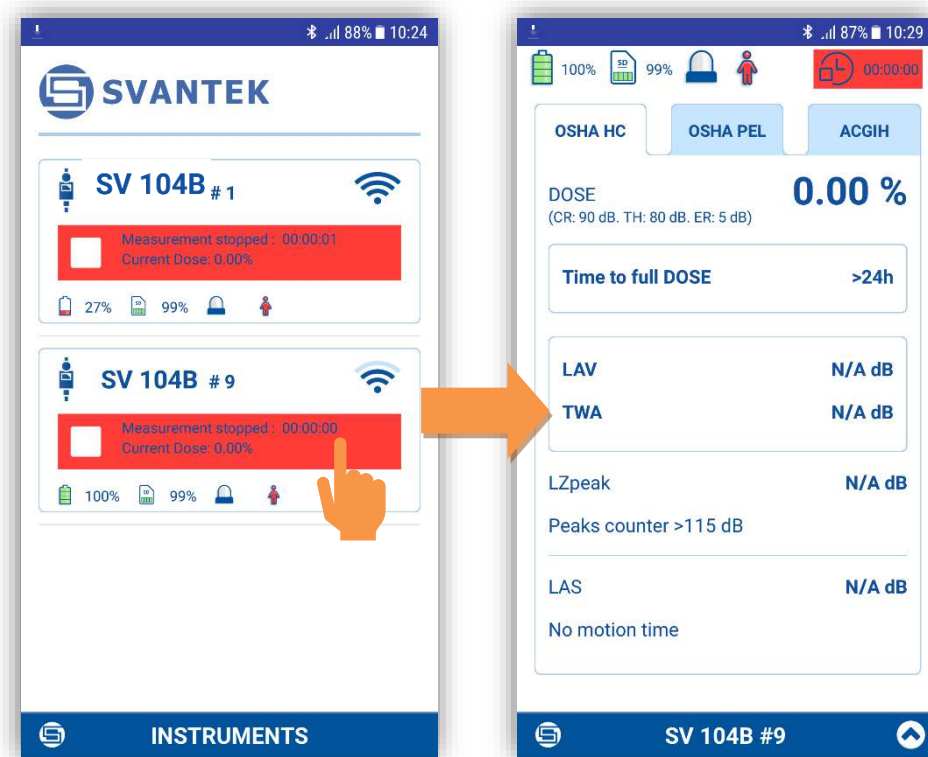 88% 10:24
SVANTEK
SV 104B # 1
Measurement stopped : 00:00:01
Current Dose: 0.00%
27% SD 99%
SV 104B # 9
Measurement stopped : 00:00:00
Current Dose: 0.00%
100% SD 99%
INSTRUMENTS
87% 10:29
100% SD 99% 00:00:00
OSHA HC OSHA PEL ACGIH
DOSE 0.00 %
(CR: 90 dB. TH: 80 dB. ER: 5 dB)
Time to full DOSE >24h
LAV N/A dB
TWA N/A dB
LZpeak N/A dB
Peaks counter >115 dB
LAS N/A dB
No motion time
SV 104B #9